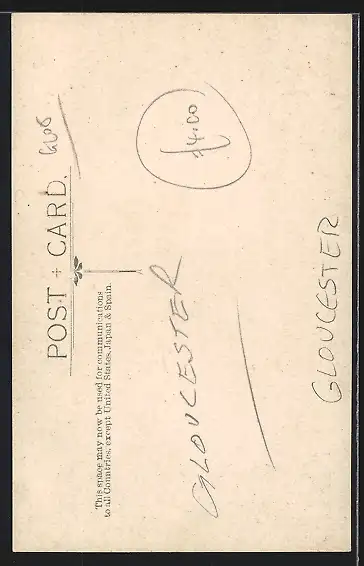 GLOS
POST CARD.
This space may now be used for communications
to all Countries, except United States, Japan & Spain.
£4.00
GLOUCESTER
GLOUCESTER